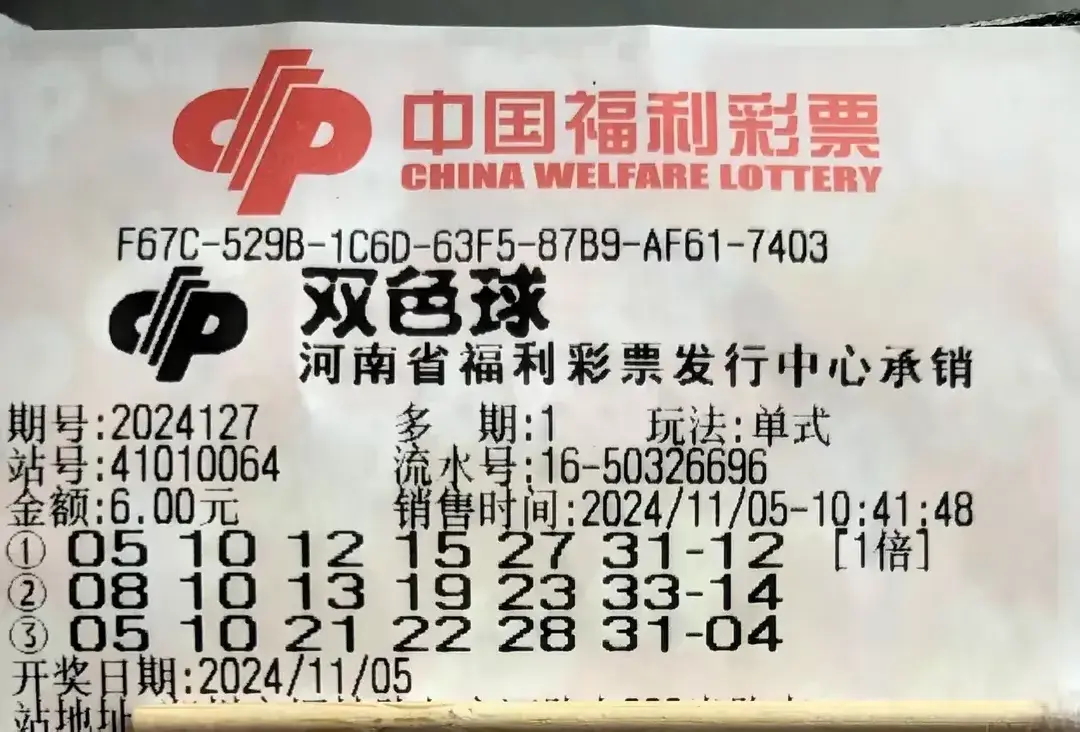 中国福利彩票
CHINA WELFARE LOTTERY
F67C-529B-1C6D-63F5-87B9-AF61-7403
双色球
河南省福利彩票发行中心承销
期号:2024127 多 期:1 玩法:单式
站号:41010064 流水号:16-50326696
金额:6.00元 销售时间:2024/11/05-10:41:48
① 05 10 12 15 27 31-12 [1倍]
② 08 10 13 19 23 33-14
③ 05 10 21 22 28 31-04
开奖日期:2024/11/05
站地址